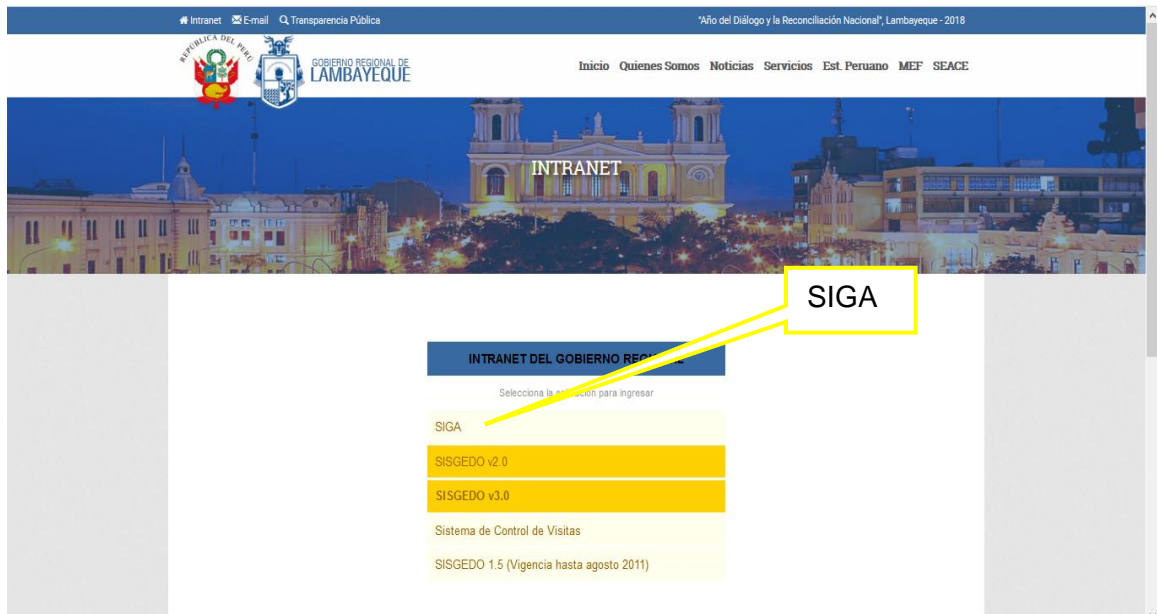 Intranet E-mail Transparencia Pública "Año del Diálogo y la Reconciliación Nacional", Lambayeque - 2018
REPÚBLICA DEL PERÚ
GOBIERNO REGIONAL DE
LAMBAYEQUE
Inicio Quienes Somos Noticias Servicios Est. Peruano MEF SEACE
INTRANET
SIGA
INTRANET DEL GOBIERNO
Selecciona la para ingresar
SIGA
SISGEDO v2.0
SISGEDO v3.0
Sistema de Control de Visitas
SISGEDO 1.5 (Vigencia hasta agosto 2011)